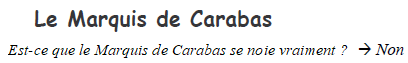 Le Marquis de Carabas
Est-ce que le Marquis de Carabas se noie vraiment ? → Non